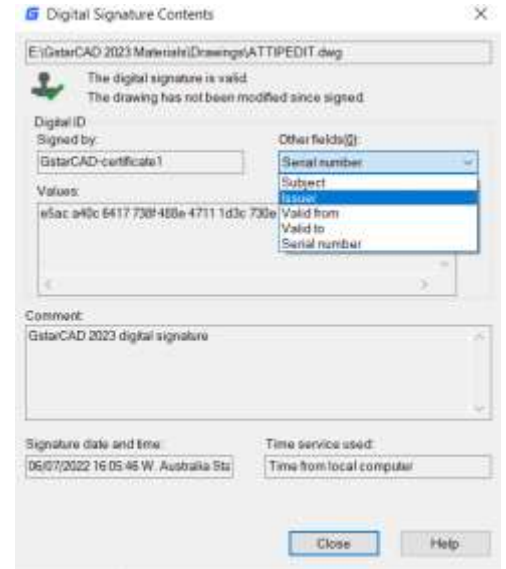 Digital Signature Contents
E:\GstarCAD 2023 Materials\Drawings\ATTIPEDIT.dwg
The digital signature is valid.
The drawing has not been modified since signed.
Digital ID
Signed by:
Other fields(O):
GstarCAD-certificate1
Serial number
Values:
Subject
Issuer
e5ac a40c 6417 738f 488e 4711 1d3c 730e
Valid from
Valid to
Serial number
Comment:
GstarCAD 2023 digital signature
Signature date and time:
Time service used:
06/07/2022 16:05:46 W. Australia Sta
Time from local computer
Close
Help